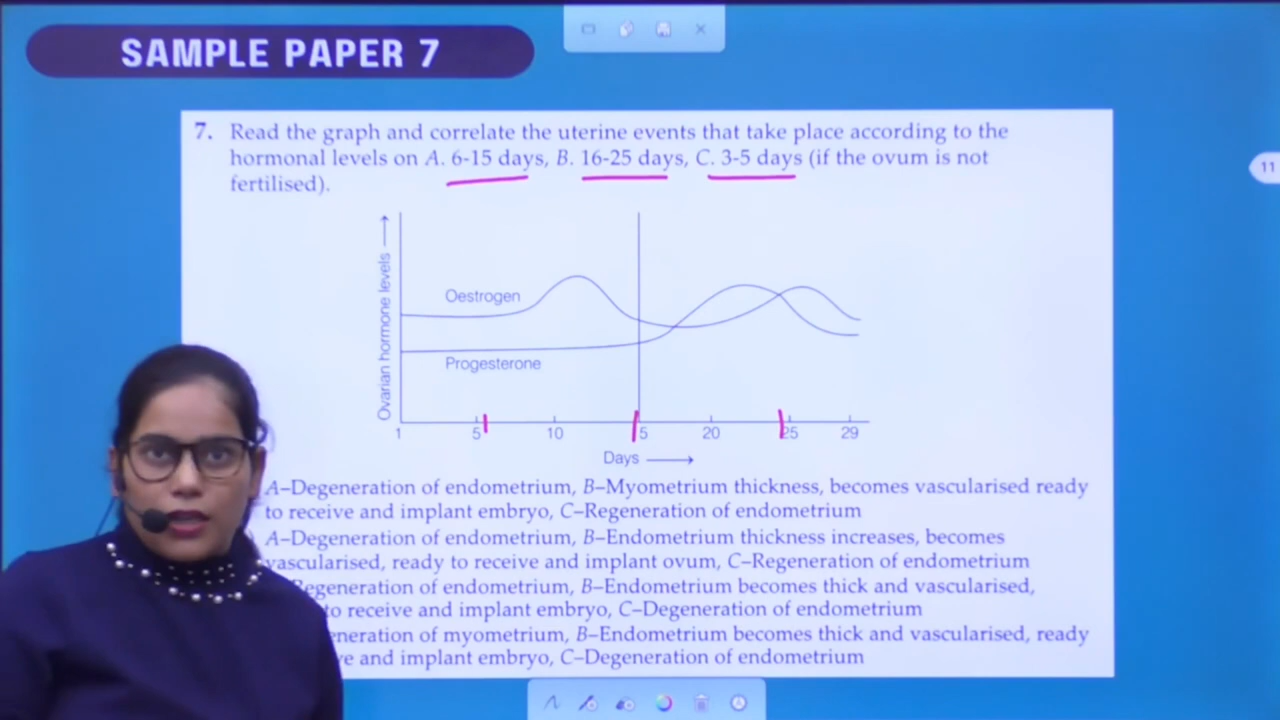 SAMPLE PAPER 7
11
7. Read the graph and correlate the uterine events that take place according to the
hormonal levels on A. 6-15 days, B. 16-25 days, C. 3-5 days (if the ovum is not
fertilised).
Ovarian hormone levels
Oestrogen
Progesterone
1 5 10 5 20 25 29
Days
A–Degeneration of endometrium, B–Myometrium thickness, becomes vascularised ready
to receive and implant embryo, C–Regeneration of endometrium
A–Degeneration of endometrium, B–Endometrium thickness increases, becomes
vascularised, ready to receive and implant ovum, C–Regeneration of endometrium
egeneration of endometrium, B–Endometrium becomes thick and vascularised,
to receive and implant embryo, C–Degeneration of endometrium
eneration of myometrium, B–Endometrium becomes thick and vascularised, ready
ve and implant embryo, C–Degeneration of endometrium